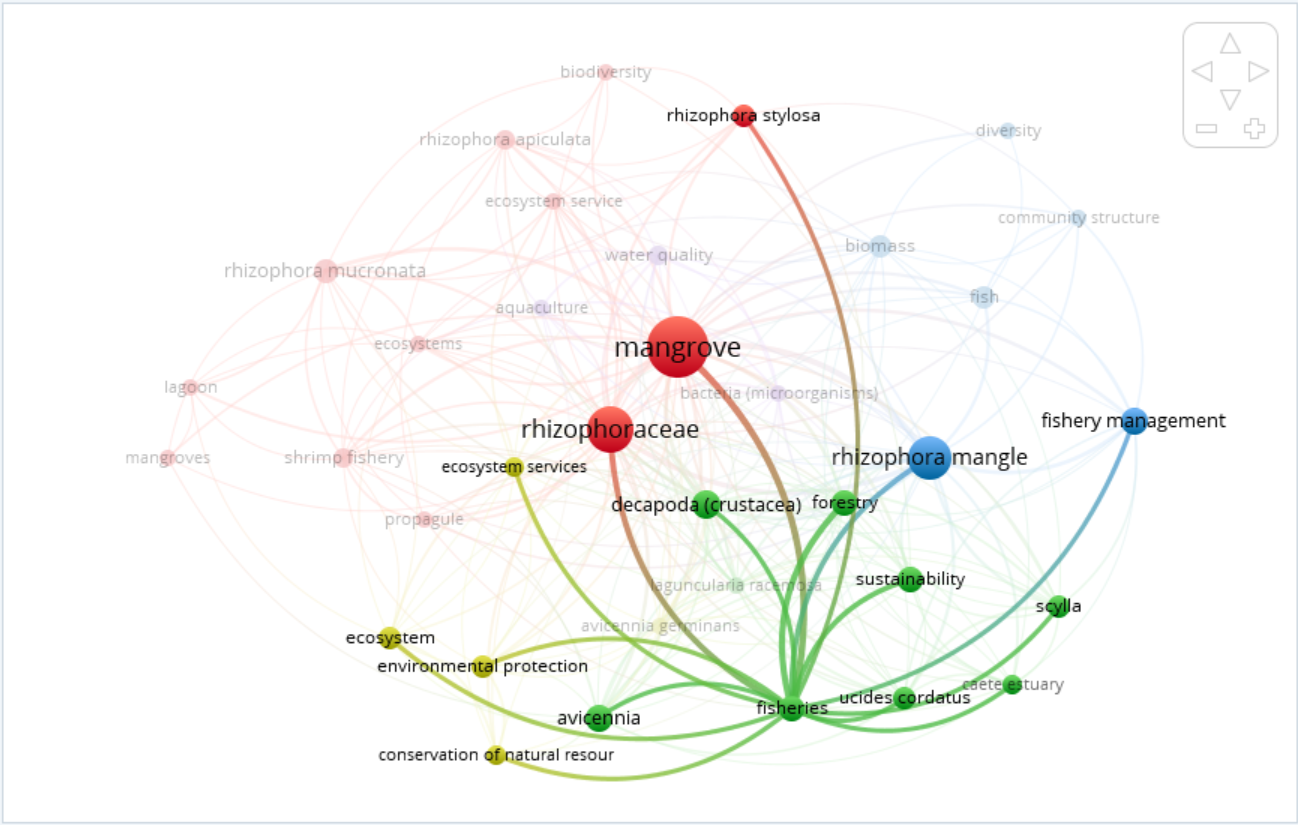 biodiversity
rhizophora stylosa
diversity
rhizophora apiculata
ecosystem service
community structure
biomass
water quality
rhizophora mucronata
fish
aquaculture
ecosystems
mangrove
lagoon
bacteria (microorganisms)
fishery management
rhizophoraceae
mangroves
shrimp fishery
rhizophora mangle
ecosystem services
decapoda (crustacea)
forestry
propagule
sustainability
laguncularia racemosa
scylla
avicennia germinans
ecosystem
environmental protection
caete estuary
ucides cordatus
fisheries
avicennia
conservation of natural resour